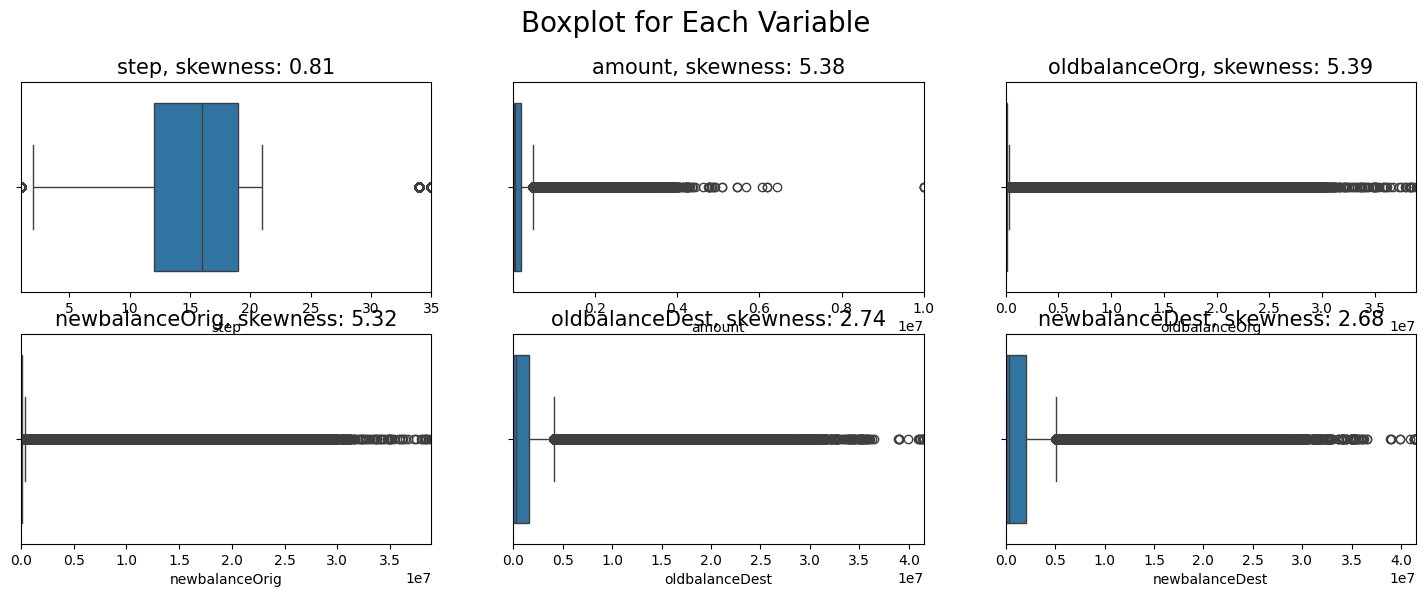 Boxplot for Each Variable
step, skewness: 0.81
amount, skewness: 5.38
oldbalanceOrg, skewness: 5.39
5 10 15 20 25 30 35
step
0.2 0.4 0.6 0.8 1.0
amount
1e7
0.0 0.5 1.0 1.5 2.0 2.5 3.0 3.5
oldbalanceOrg
1e7
newbalanceOrig, skewness: 5.32
oldbalanceDest, skewness: 2.74
newbalanceDest, skewness: 2.68
0.0 0.5 1.0 1.5 2.0 2.5 3.0 3.5
newbalanceOrig
1e7
0.0 0.5 1.0 1.5 2.0 2.5 3.0 3.5 4.0
oldbalanceDest
1e7
0.0 0.5 1.0 1.5 2.0 2.5 3.0 3.5 4.0
newbalanceDest
1e7